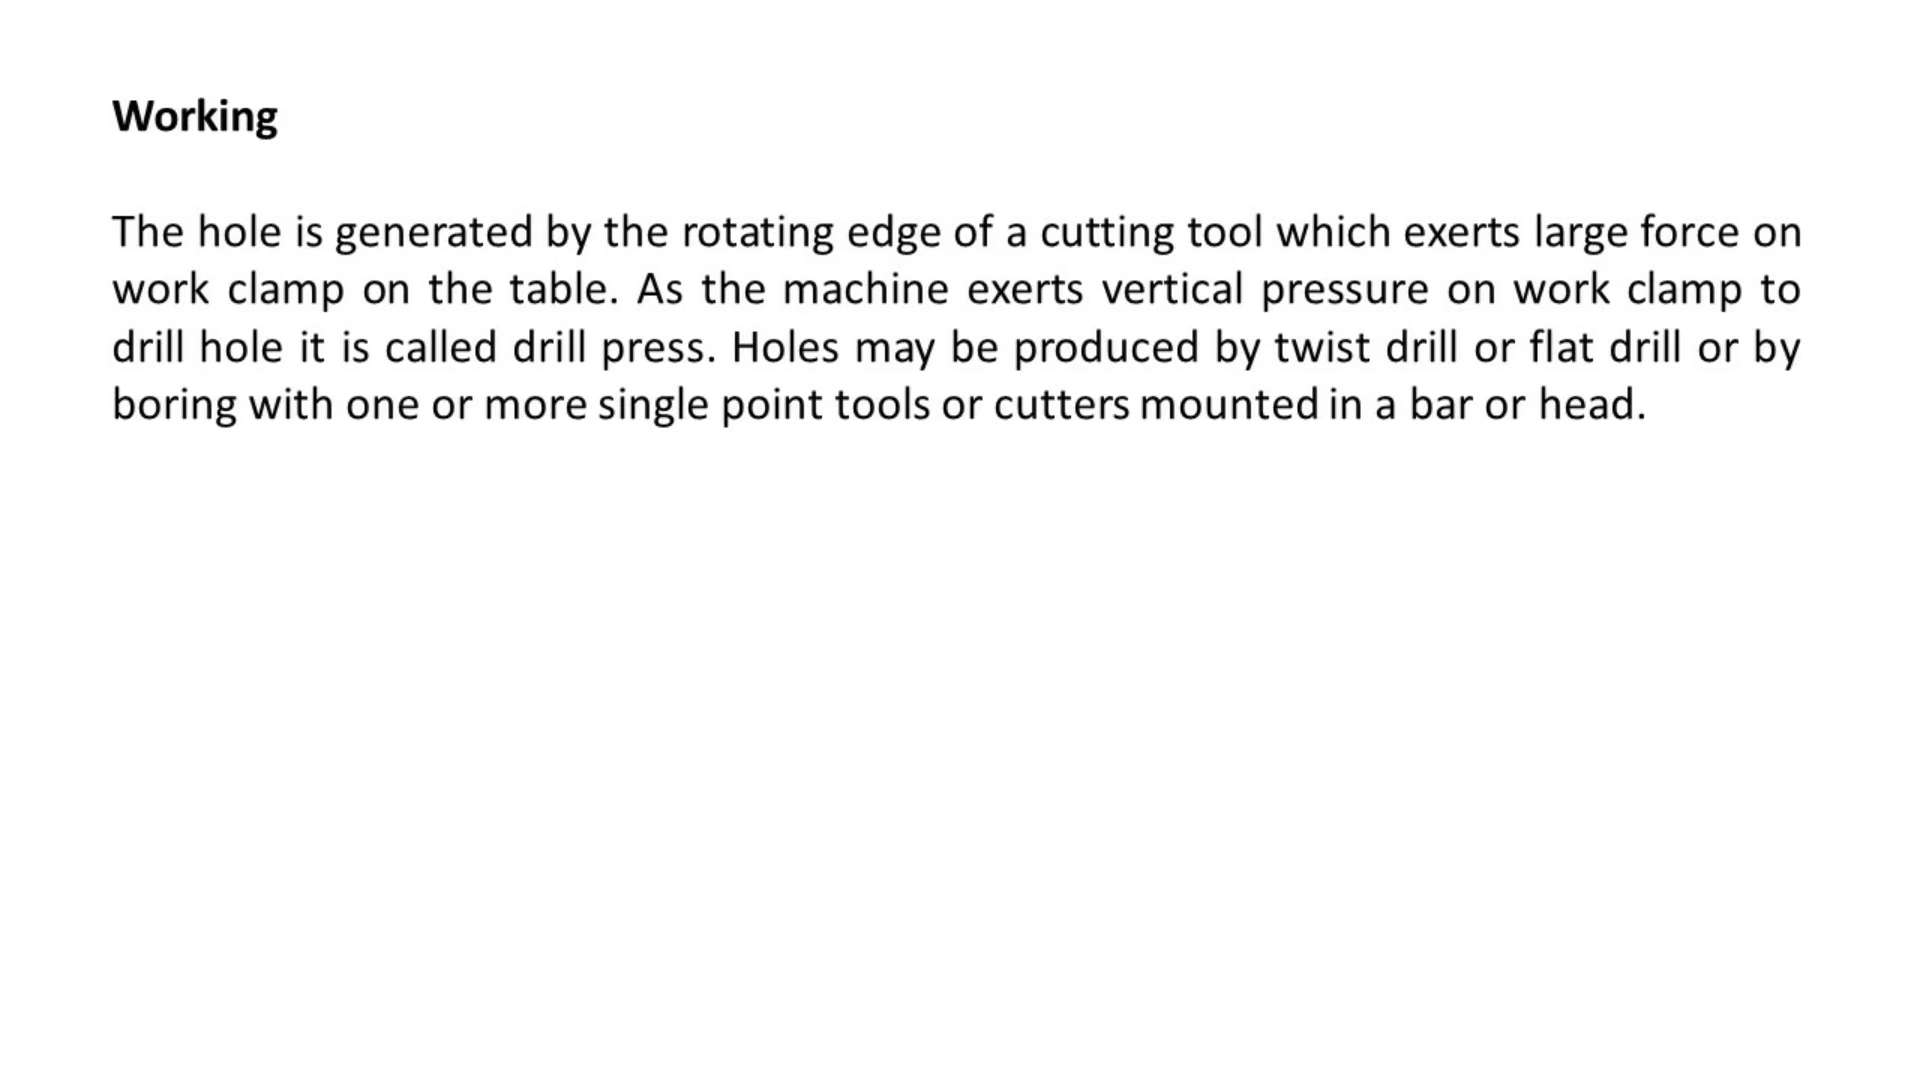 Working
The hole is generated by the rotating edge of a cutting tool which exerts large force on
work clamp on the table. As the machine exerts vertical pressure on work clamp to
drill hole it is called drill press. Holes may be produced by twist drill or flat drill or by
boring with one or more single point tools or cutters mounted in a bar or head.